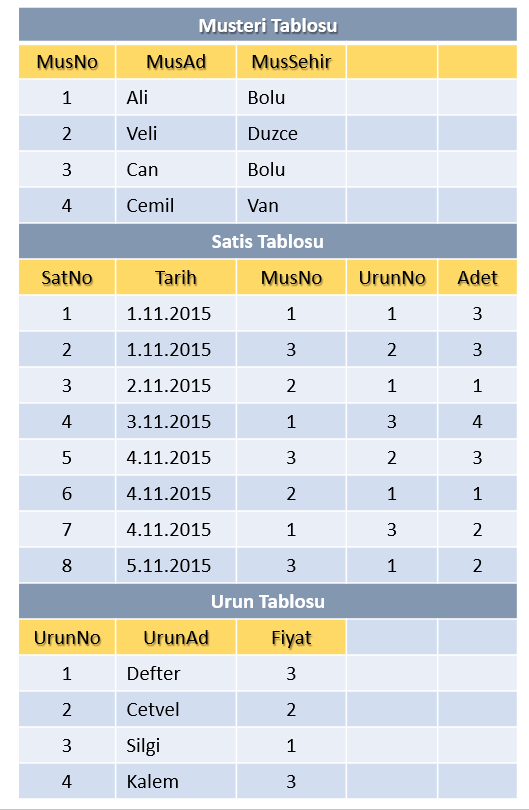 Musteri Tablosu
MusNo MusAd MusSehir
1 Ali Bolu
2 Veli Duzce
3 Can Bolu
4 Cemil Van
Satis Tablosu
SatNo Tarih MusNo UrunNo Adet
1 1.11.2015 1 1 3
2 1.11.2015 3 2 3
3 2.11.2015 2 1 1
4 3.11.2015 1 3 4
5 4.11.2015 3 2 3
6 4.11.2015 2 1 1
7 4.11.2015 1 3 2
8 5.11.2015 3 1 2
Urun Tablosu
UrunNo UrunAd Fiyat
1 Defter 3
2 Cetvel 2
3 Silgi 1
4 Kalem 3